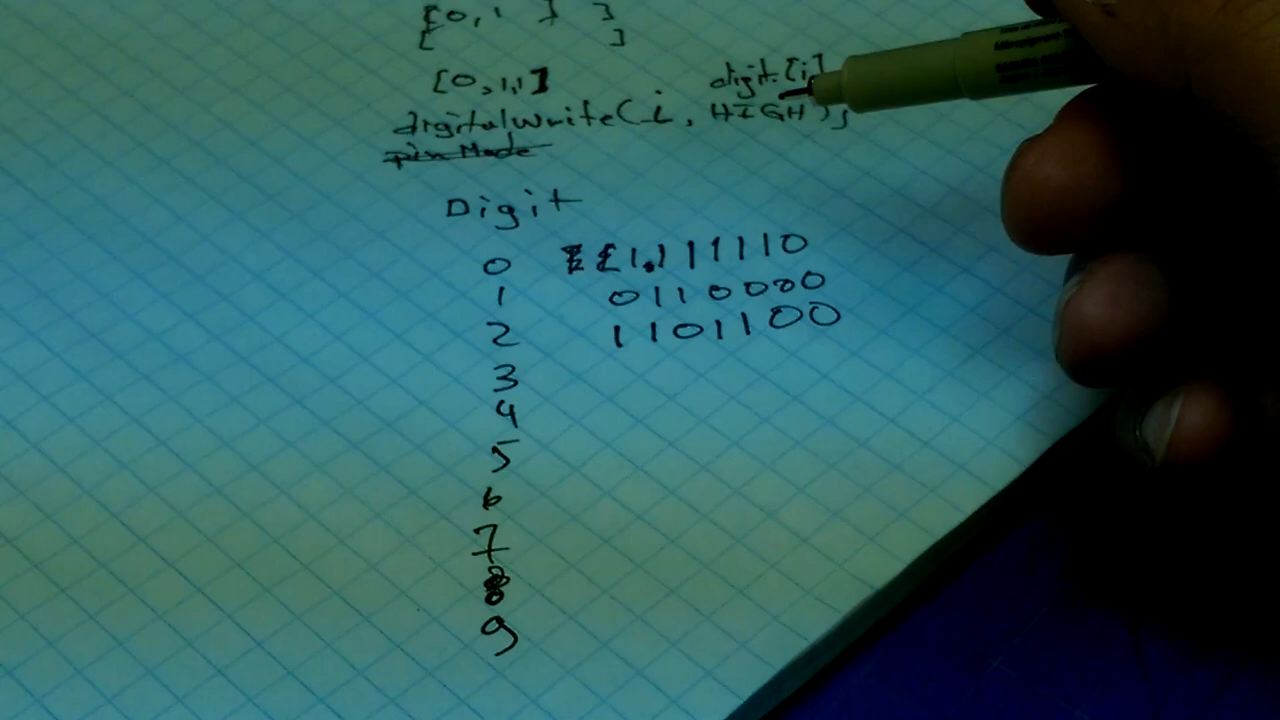 [0,1 } }
[ ]
[0,1,1]
digit[i]
digitalWrite(i, HIGH);
pinMode
Digit
0 {{1,111110
1 0110000
2 1101100
3
4
5
6
7
8
9